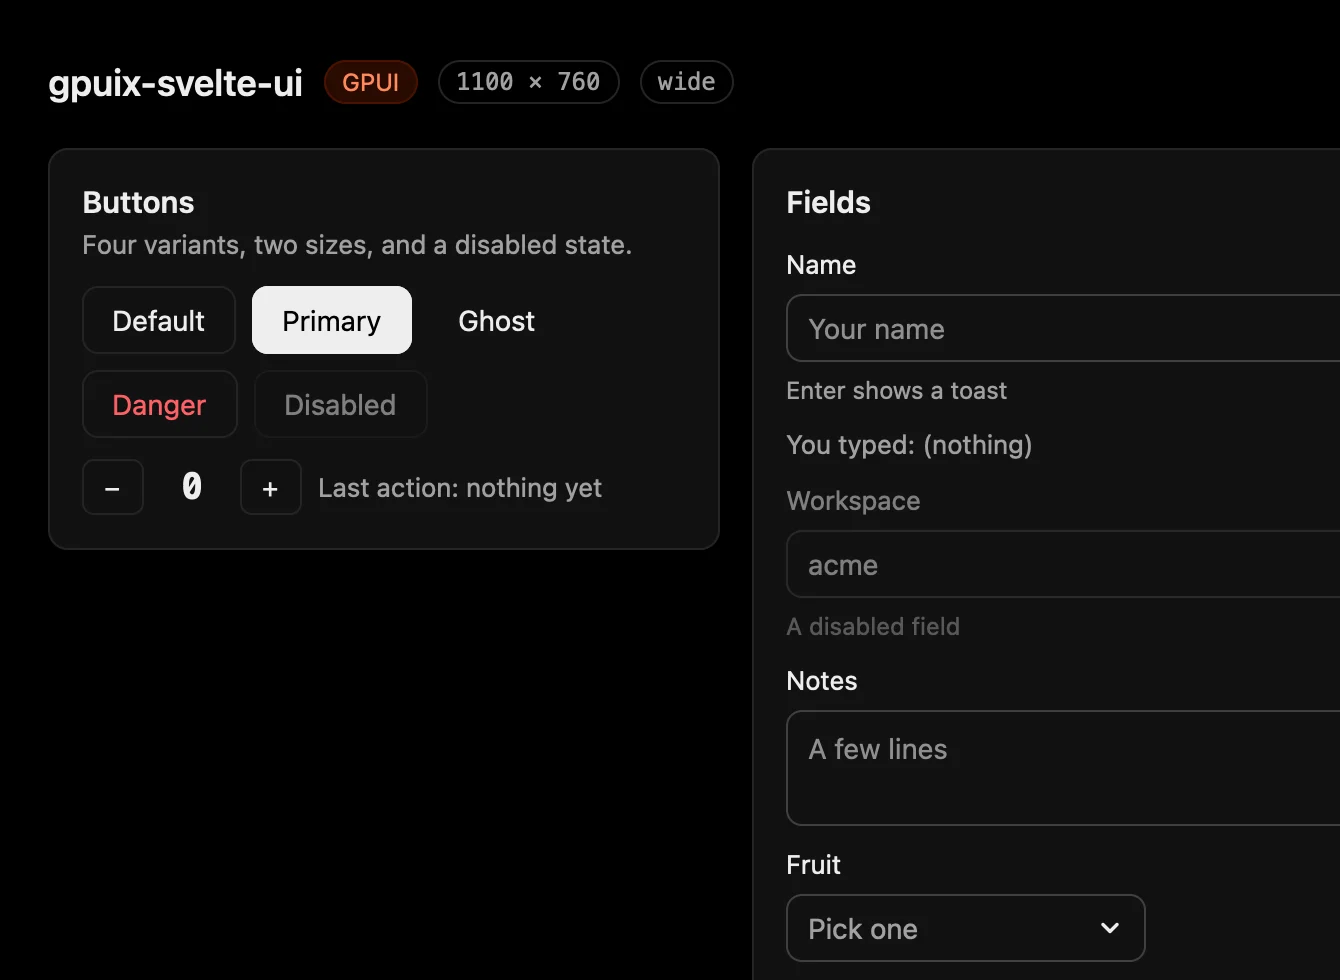 gpuix-svelte-ui GPUI 1100 × 760 wide
Buttons
Four variants, two sizes, and a disabled state.
Default Primary Ghost
Danger Disabled
− 0 + Last action: nothing yet
Fields
Name
Your name
Enter shows a toast
You typed: (nothing)
Workspace
acme
A disabled field
Notes
A few lines
Fruit
Pick one